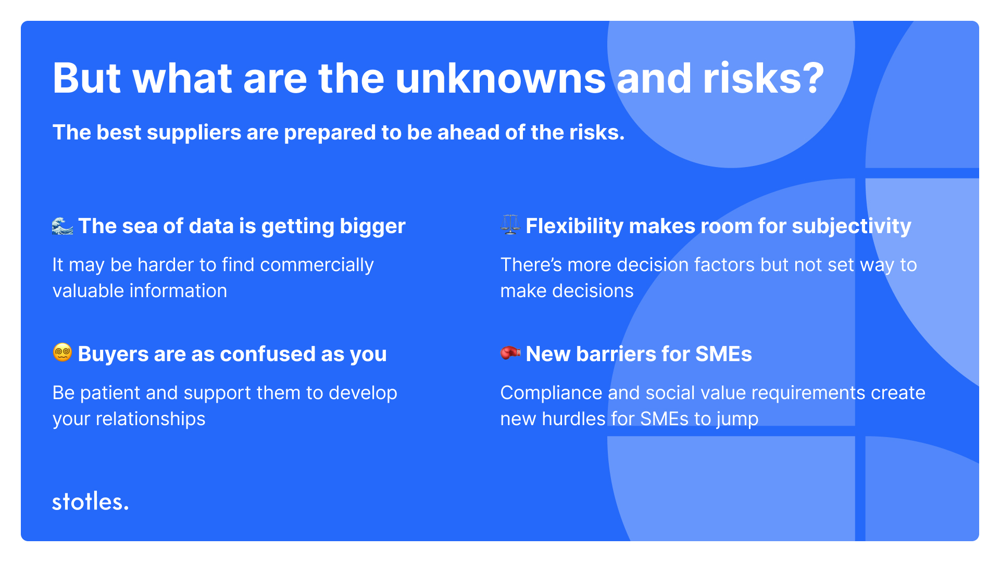 But what are the unknowns and risks?
The best suppliers are prepared to be ahead of the risks.
🌊 The sea of data is getting bigger
It may be harder to find commercially
valuable information
⚖️ Flexibility makes room for subjectivity
There’s more decision factors but not set way to
make decisions
😵‍💫 Buyers are as confused as you
Be patient and support them to develop
your relationships
🥊 New barriers for SMEs
Compliance and social value requirements create
new hurdles for SMEs to jump
stotles.